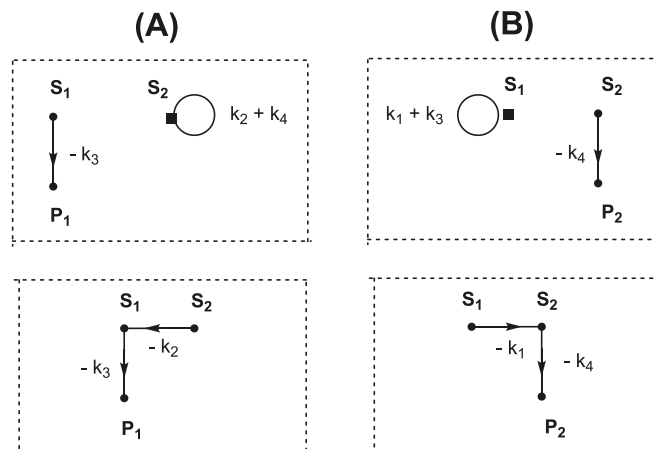 (A) (B)
S1 S2 S1 S2
k2 + k4 k1 + k3
- k3 - k4
P1 P2
S1 S2 S1 S2
- k2 - k1
- k3 - k4
P1 P2